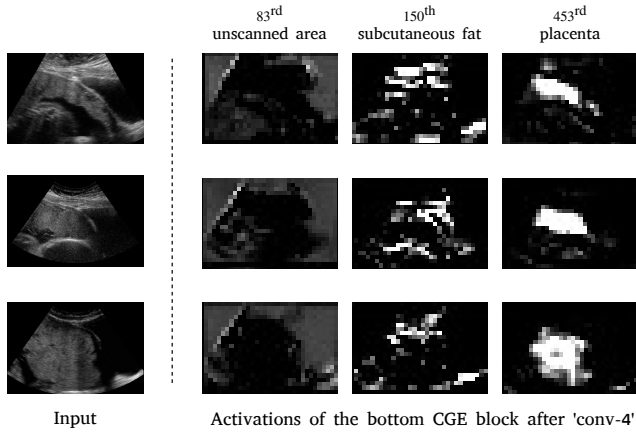 83rd 150th 453rd
unscanned area subcutaneous fat placenta
Input Activations of the bottom CGE block after 'conv-4'